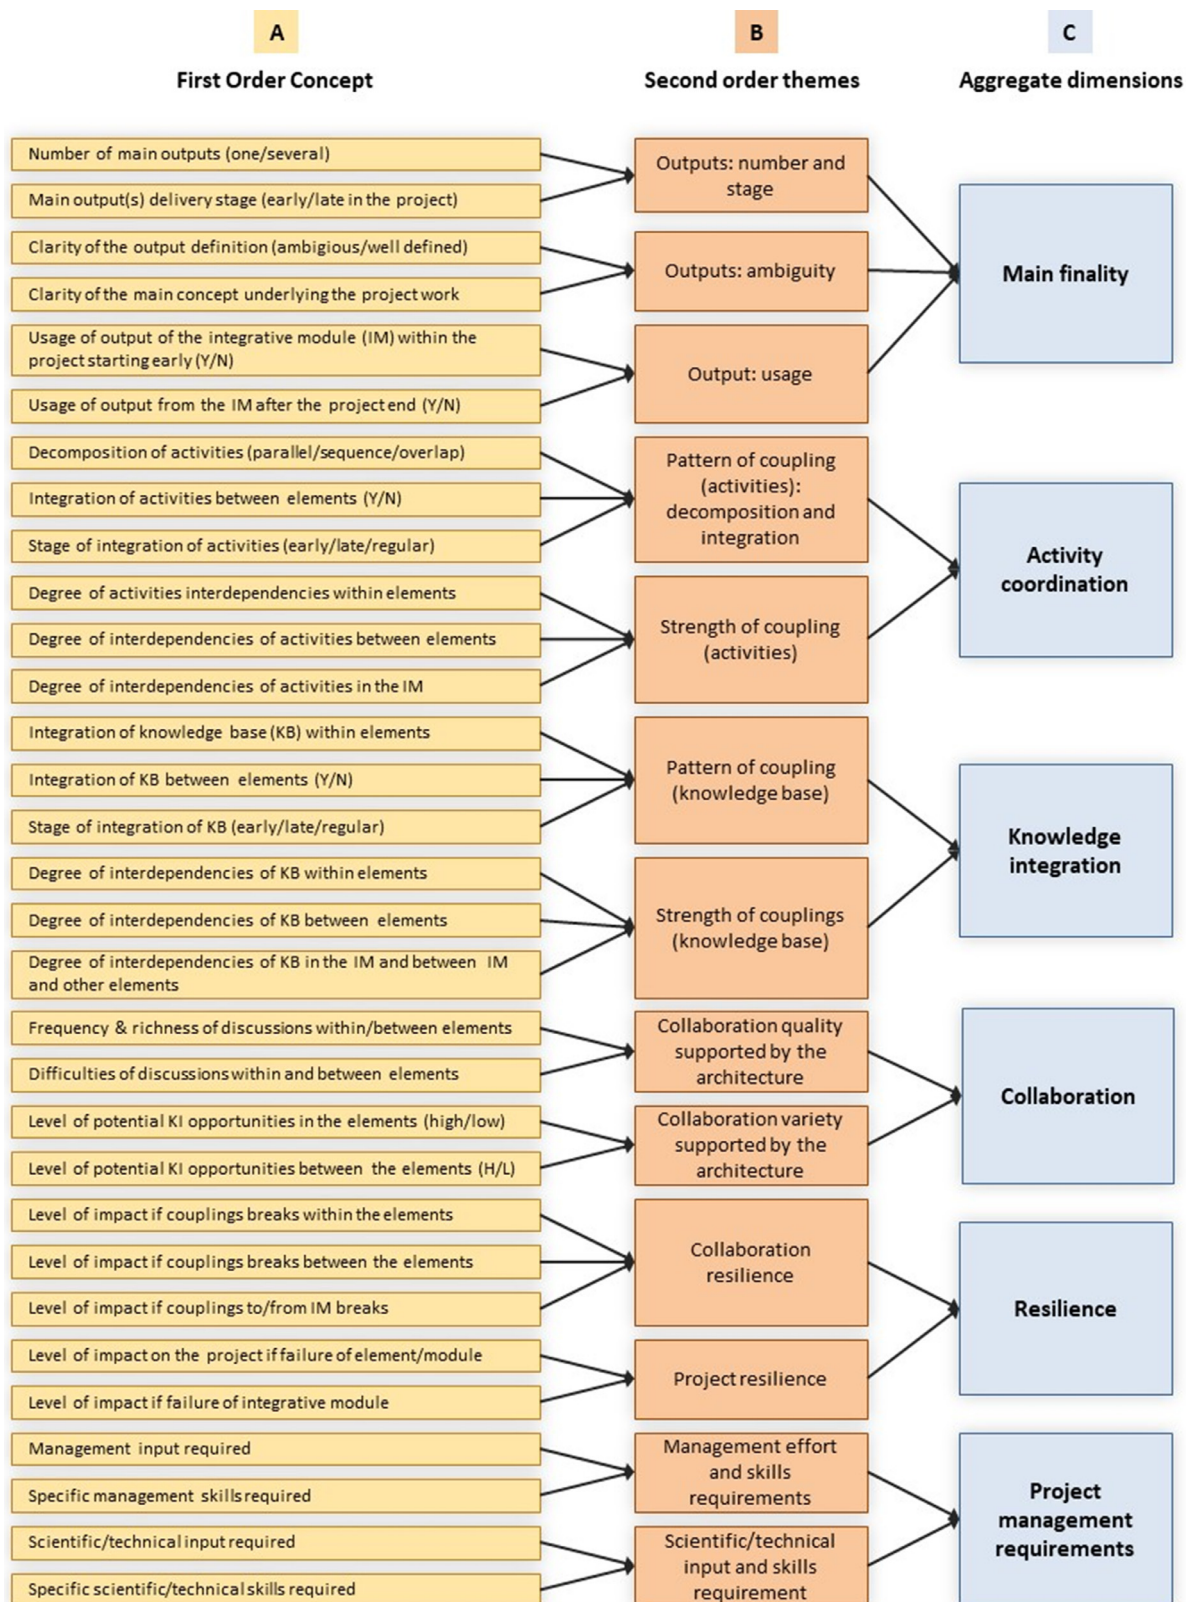 A
First Order Concept
Number of main outputs (one/several)
Main output(s) delivery stage (early/late in the project)
Clarity of the output definition (ambigious/well defined)
Clarity of the main concept underlying the project work
Usage of output of the integrative module (IM) within the
project starting early (Y/N)
Usage of output from the IM after the project end (Y/N)
Decomposition of activities (parallel/sequence/overlap)
Integration of activities between elements (Y/N)
Stage of integration of activities (early/late/regular)
Degree of activities interdependencies within elements
Degree of interdependencies of activities between elements
Degree of interdependencies of activities in the IM
Integration of knowledge base (KB) within elements
Integration of KB between elements (Y/N)
Stage of integration of KB (early/late/regular)
Degree of interdependencies of KB within elements
Degree of interdependencies of KB between elements
Degree of interdependencies of KB in the IM and between IM
and other elements
Frequency & richness of discussions within/between elements
Difficulties of discussions within and between elements
Level of potential KI opportunities in the elements (high/low)
Level of potential KI opportunities between the elements (H/L)
Level of impact if couplings breaks within the elements
Level of impact if couplings breaks between the elements
Level of impact if couplings to/from IM breaks
Level of impact on the project if failure of element/module
Level of impact if failure of integrative module
Management input required
Specific management skills required
Scientific/technical input required
Specific scientific/technical skills required
B
Second order themes
Outputs: number and
stage
Outputs: ambiguity
Output: usage
Pattern of coupling
(activities):
decomposition and
integration
Strength of coupling
(activities)
Pattern of coupling
(knowledge base)
Strength of couplings
(knowledge base)
Collaboration quality
supported by the
architecture
Collaboration variety
supported by the
architecture
Collaboration
resilience
Project resilience
Management effort
and skills
requirements
Scientific/technical
input and skills
requirement
C
Aggregate dimensions
Main finality
Activity
coordination
Knowledge
integration
Collaboration
Resilience
Project
management
requirements